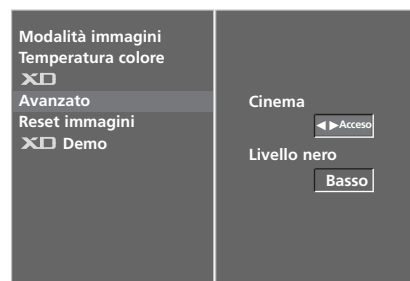 Modalità immagini
Temperatura colore
XD
Avanzato
Reset immagini
XD Demo
Cinema
◀ ▶ Acceso
Livello nero
Basso